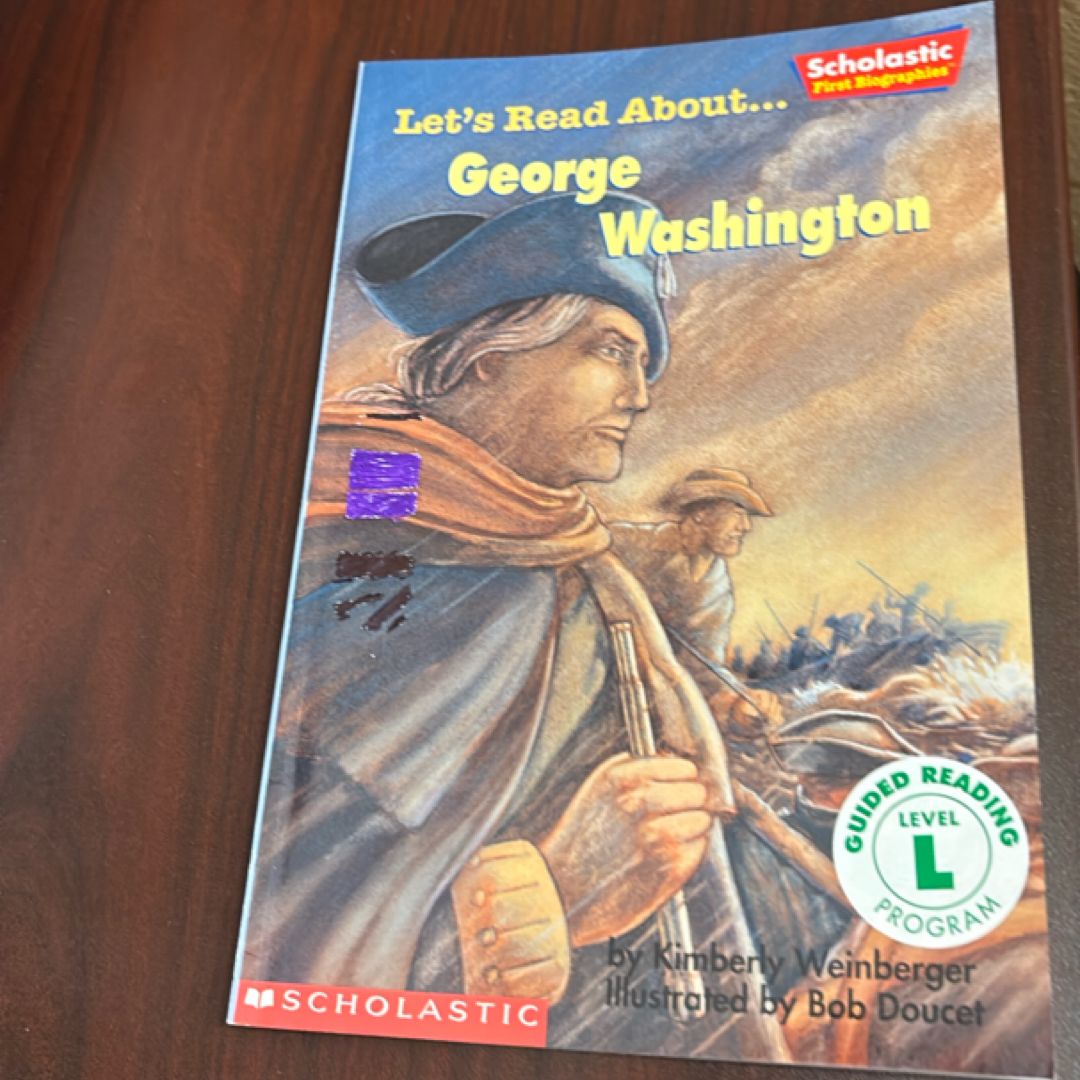 Scholastic
First Biographies™
Let's Read About...
George
Washington
GUIDED READING
LEVEL
L
PROGRAM
by Kimberly Weinberger
Illustrated by Bob Doucet
SCHOLASTIC